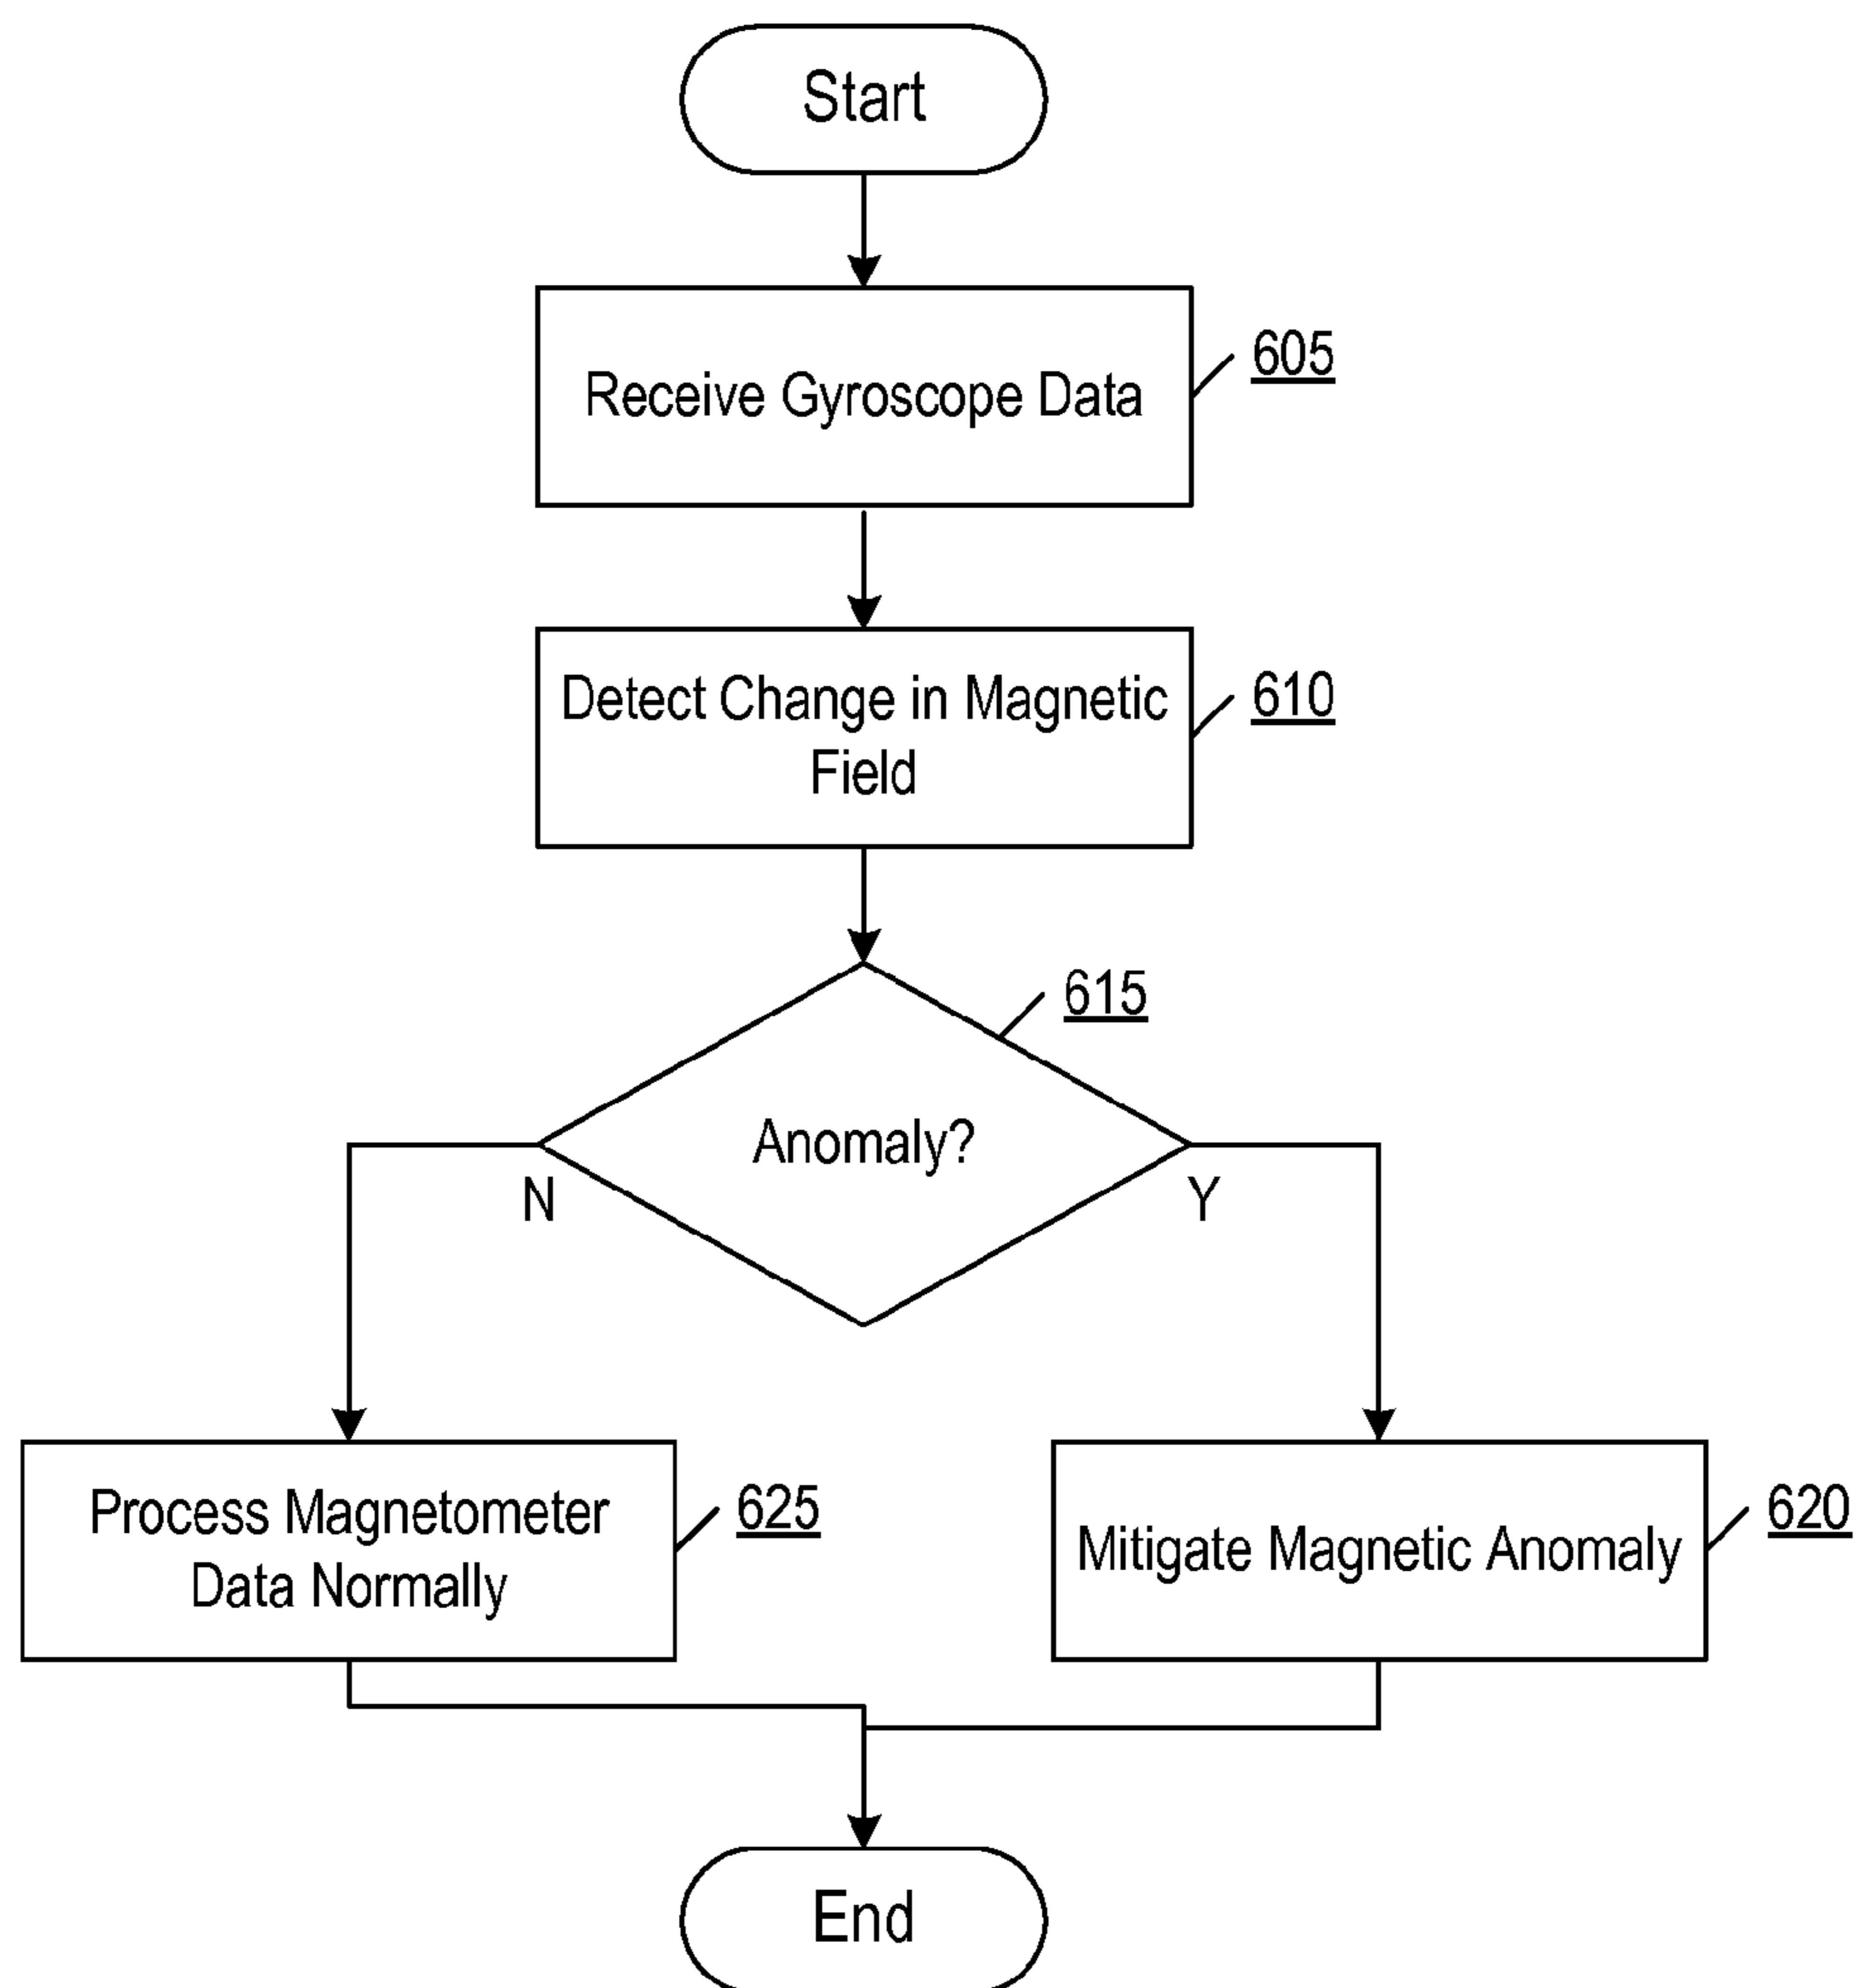 Start
Receive Gyroscope Data
605
Detect Change in Magnetic
Field
610
615
Anomaly?
N
Y
Process Magnetometer
Data Normally
625
Mitigate Magnetic Anomaly
620
End